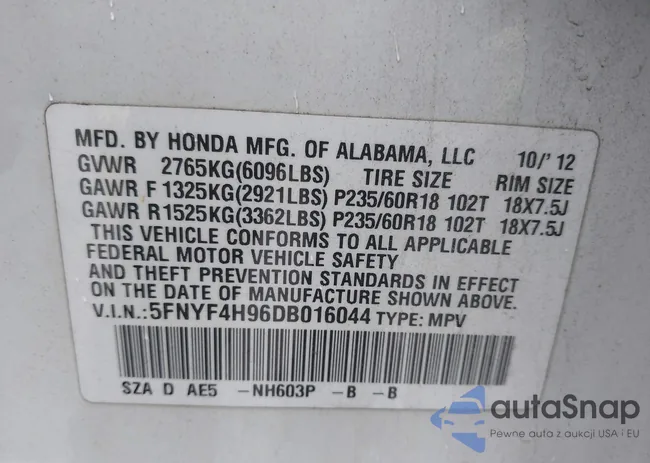 MFD. BY HONDA MFG. OF ALABAMA, LLC 10/' 12
GVWR 2765KG(6096LBS) TIRE SIZE RIM SIZE
GAWR F 1325KG(2921LBS) P235/60R18 102T 18X7.5J
GAWR R 1525KG(3362LBS) P235/60R18 102T 18X7.5J
THIS VEHICLE CONFORMS TO ALL APPLICABLE
FEDERAL MOTOR VEHICLE SAFETY
AND THEFT PREVENTION STANDARDS IN EFFECT
ON THE DATE OF MANUFACTURE SHOWN ABOVE.
V.I.N.:5FNYF4H96DB016044 TYPE: MPV
SZA D AE5 -NH603P -B -B
autaSnap
Pewne auta z aukcji USA i EU